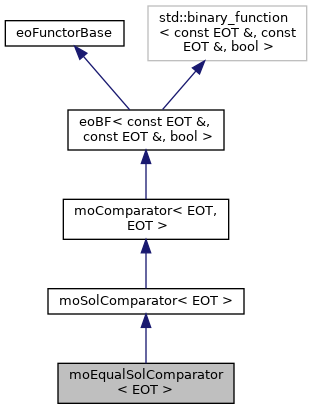 eoFunctorBase
std::binary_function
< const EOT &, const
EOT &, bool >
eoBF< const EOT &,
const EOT &, bool >
moComparator< EOT,
EOT >
moSolComparator< EOT >
moEqualSolComparator
< EOT >